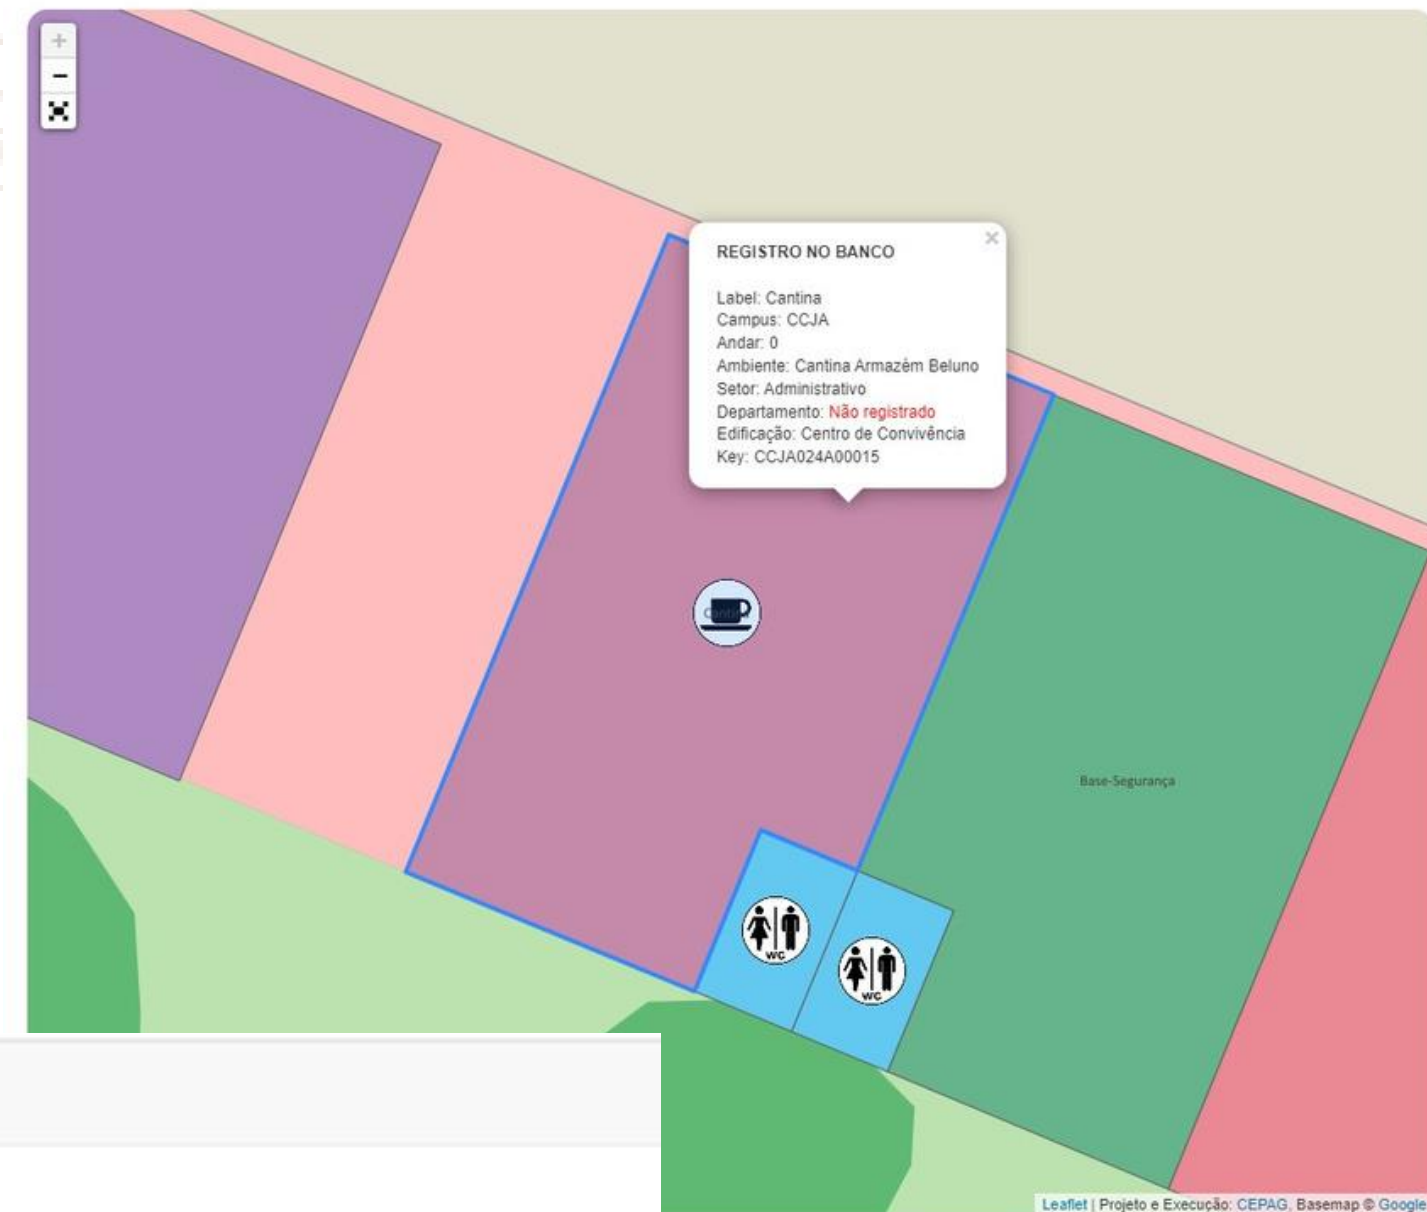 +
−
REGISTRO NO BANCO
×
Label: Cantina
Campus: CCJA
Andar: 0
Ambiente: Cantina Armazém Beluno
Setor: Administrativo
Departamento: Não registrado
Edificação: Centro de Convivência
Key: CCJA024A00015
Cantina
Base-Segurança
WC
WC
Leaflet | Projeto e Execução: CEPAG, Basemap © Google